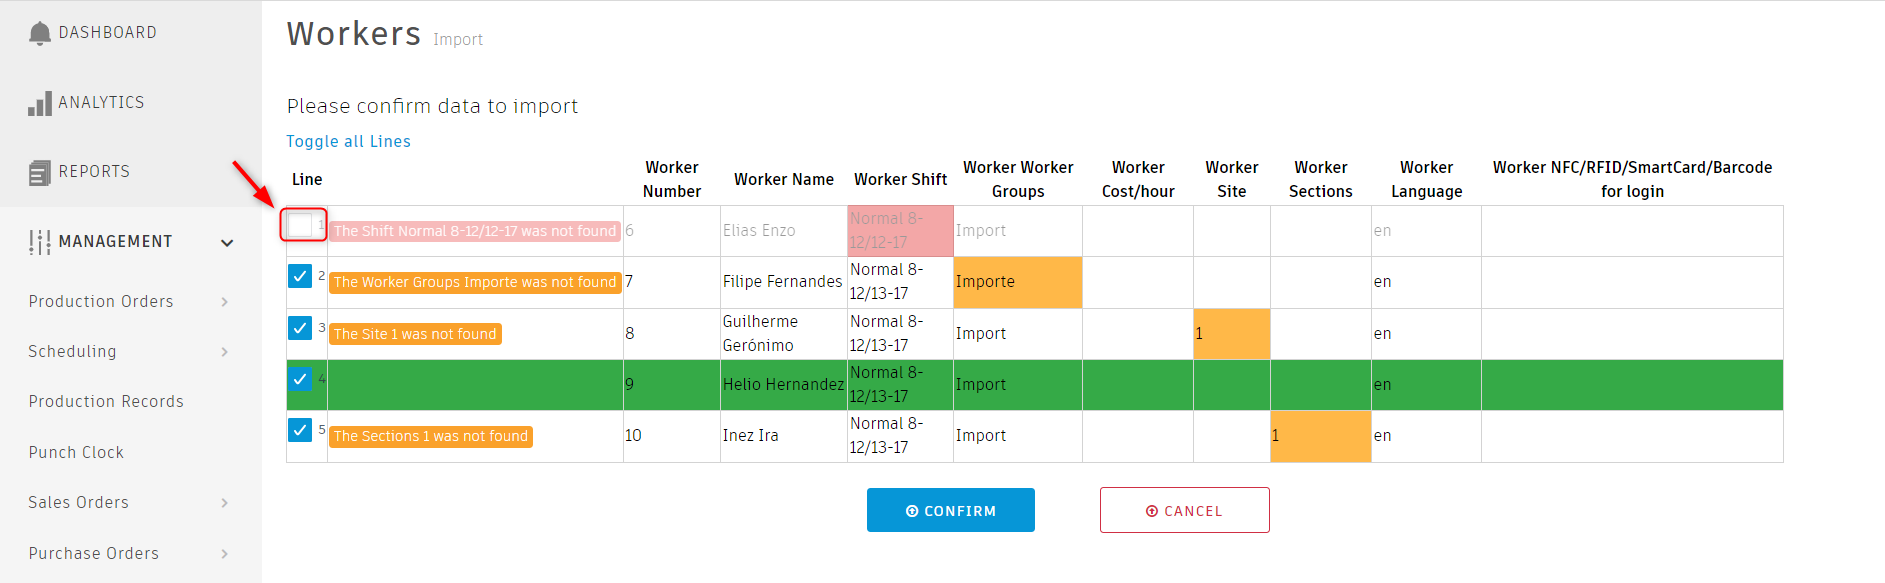 DASHBOARD
ANALYTICS
REPORTS
MANAGEMENT
Production Orders
Scheduling
Production Records
Punch Clock
Sales Orders
Purchase Orders
Workers Import
Please confirm data to import
Toggle all Lines
Line
Worker
Number
Worker Name
Worker Shift
Worker Worker
Groups
Worker
Cost/hour
Worker
Site
Worker
Sections
Worker
Language
Worker NFC/RFID/SmartCard/Barcode
for login
1
The Shift Normal 8-12/12-17 was not found
6
Elias Enzo
Normal 8-
12/12-17
Import
en
2
The Worker Groups Importe was not found
7
Filipe Fernandes
Normal 8-
12/13-17
Importe
en
3
The Site 1 was not found
8
Guilherme
Gerónimo
Normal 8-
12/13-17
Import
1
en
4
9
Helio Hernandez
Normal 8-
12/13-17
Import
en
5
The Sections 1 was not found
10
Inez Ira
Normal 8-
12/13-17
Import
1
en
CONFIRM
CANCEL